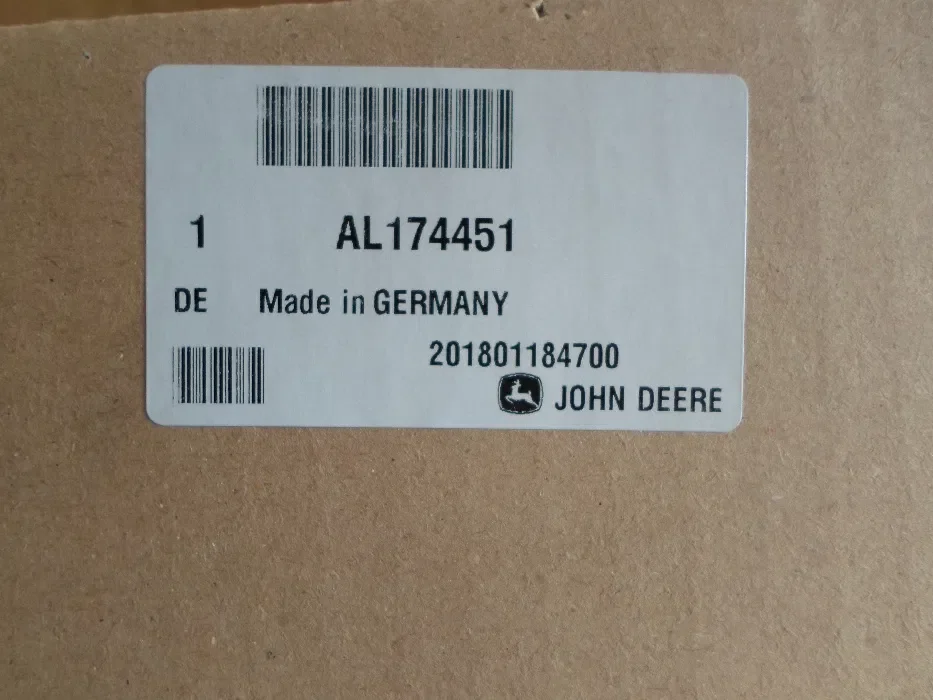 1 AL174451
DE Made in GERMANY
201801184700
JOHN DEERE